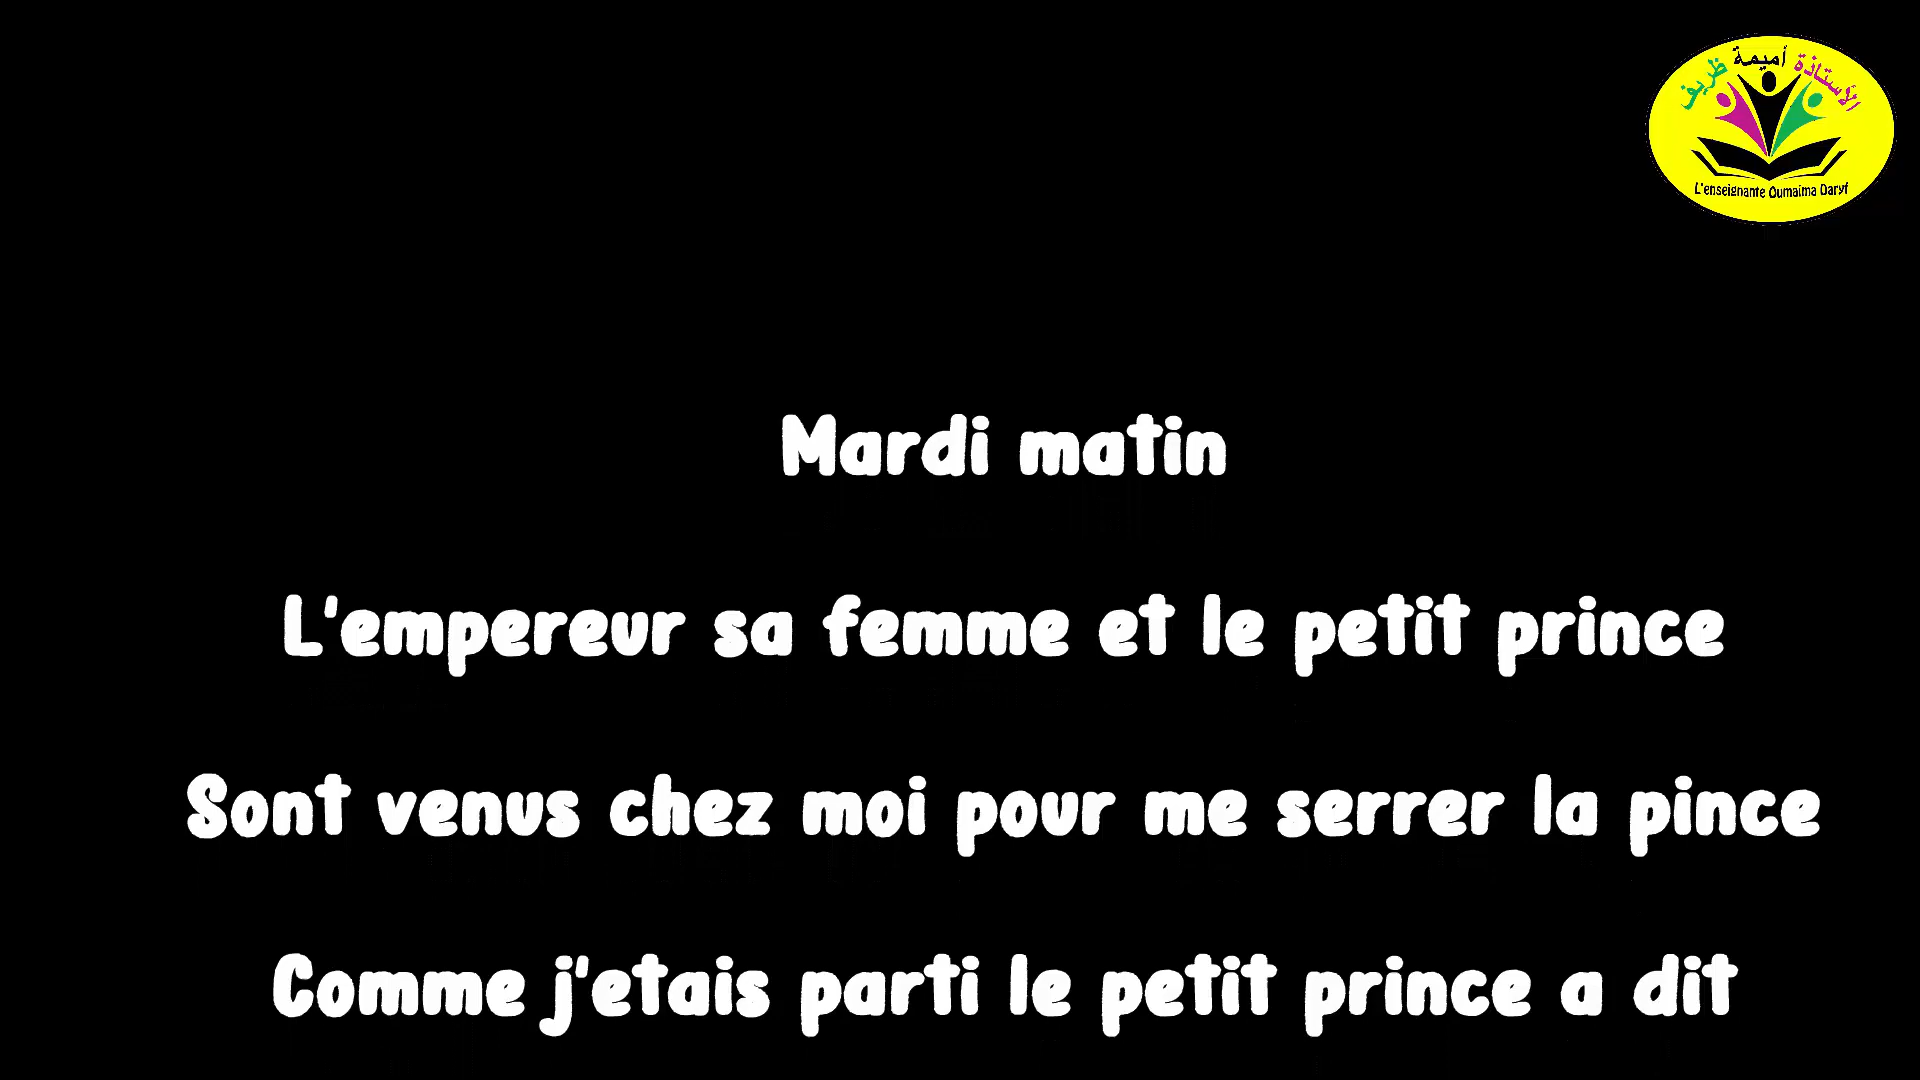 الأستاذة أميمة ظريف
L'enseignante Oumaima Daryf
Mardi matin
L'empereur sa femme et le petit prince
Sont venus chez moi pour me serrer la pince
Comme j'etais parti le petit prince a dit